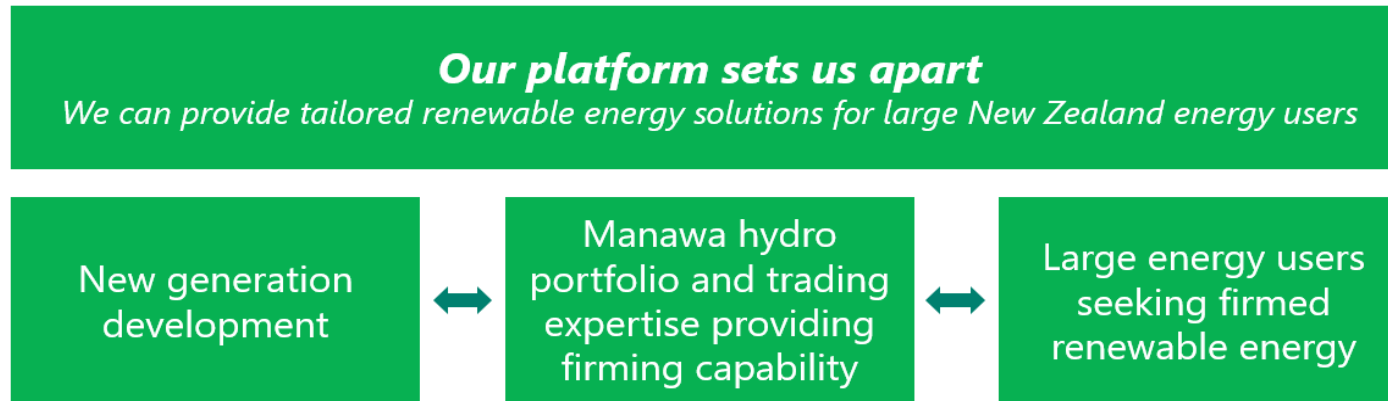 Our platform sets us apart
We can provide tailored renewable energy solutions for large New Zealand energy users
New generation
development
Manawa hydro
portfolio and trading
expertise providing
firming capability
Large energy users
seeking firmed
renewable energy